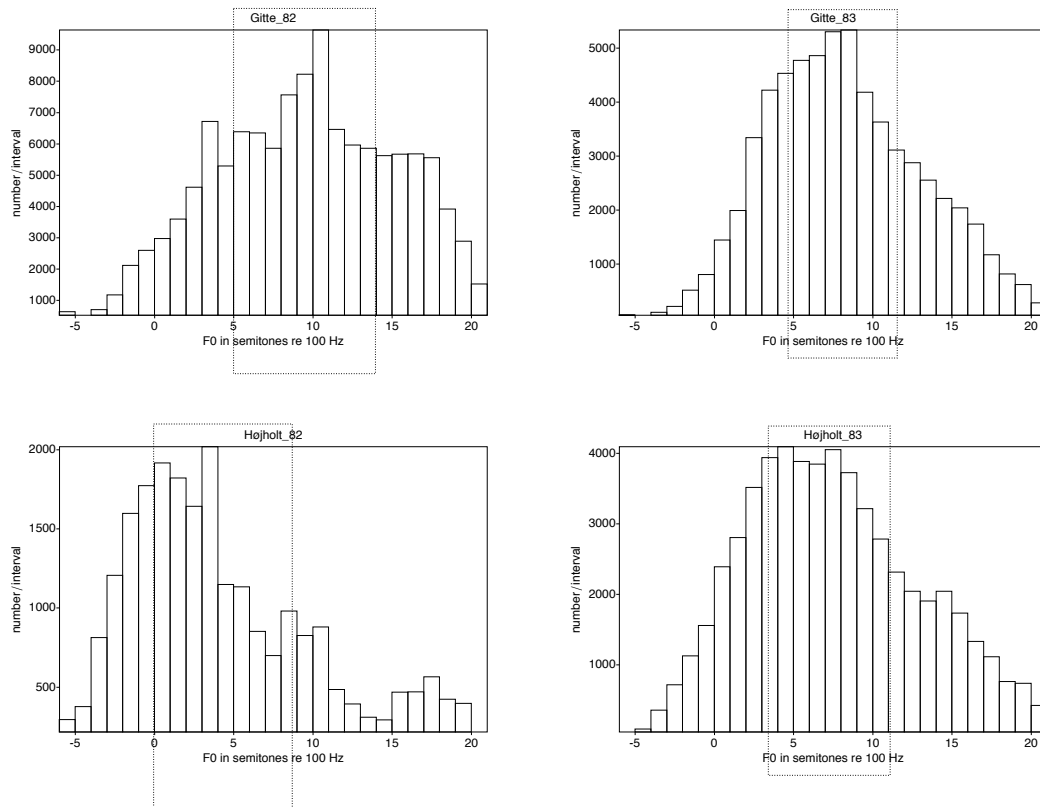 Gitte_82
9000
8000
7000
6000
5000
4000
3000
2000
1000
number/interval
-5 0 5 10 15 20
F0 in semitones re 100 Hz
Gitte_83
5000
4000
3000
2000
1000
number/interval
-5 0 5 10 15 20
F0 in semitones re 100 Hz
Højholt_82
2000
1500
1000
500
number/interval
-5 0 5 10 15 20
F0 in semitones re 100 Hz
Højholt_83
4000
3000
2000
1000
number/interval
-5 0 5 10 15 20
F0 in semitones re 100 Hz